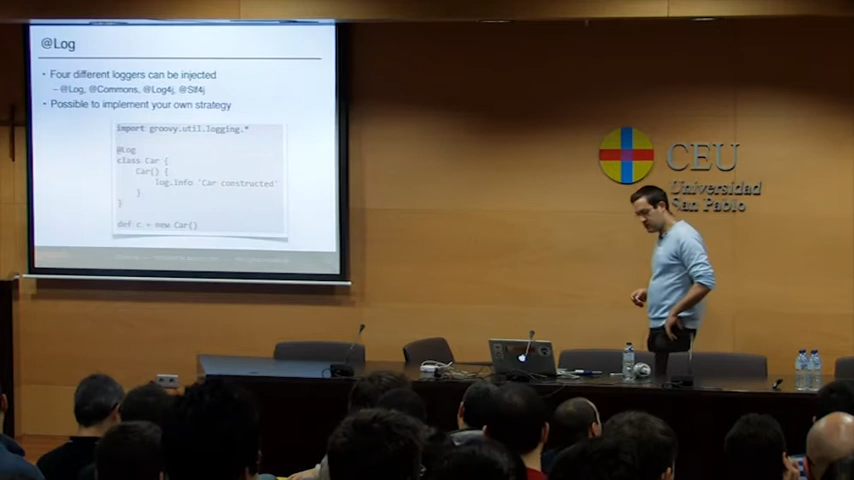 @Log
• Four different loggers can be injected
– @Log, @Commons, @Log4j, @Slf4j
• Possible to implement your own strategy
import groovy.util.logging.*
@Log
class Car {
Car() {
log.info 'Car constructed'
}
}
def c = new Car()
CEU
Universidad
San Pablo